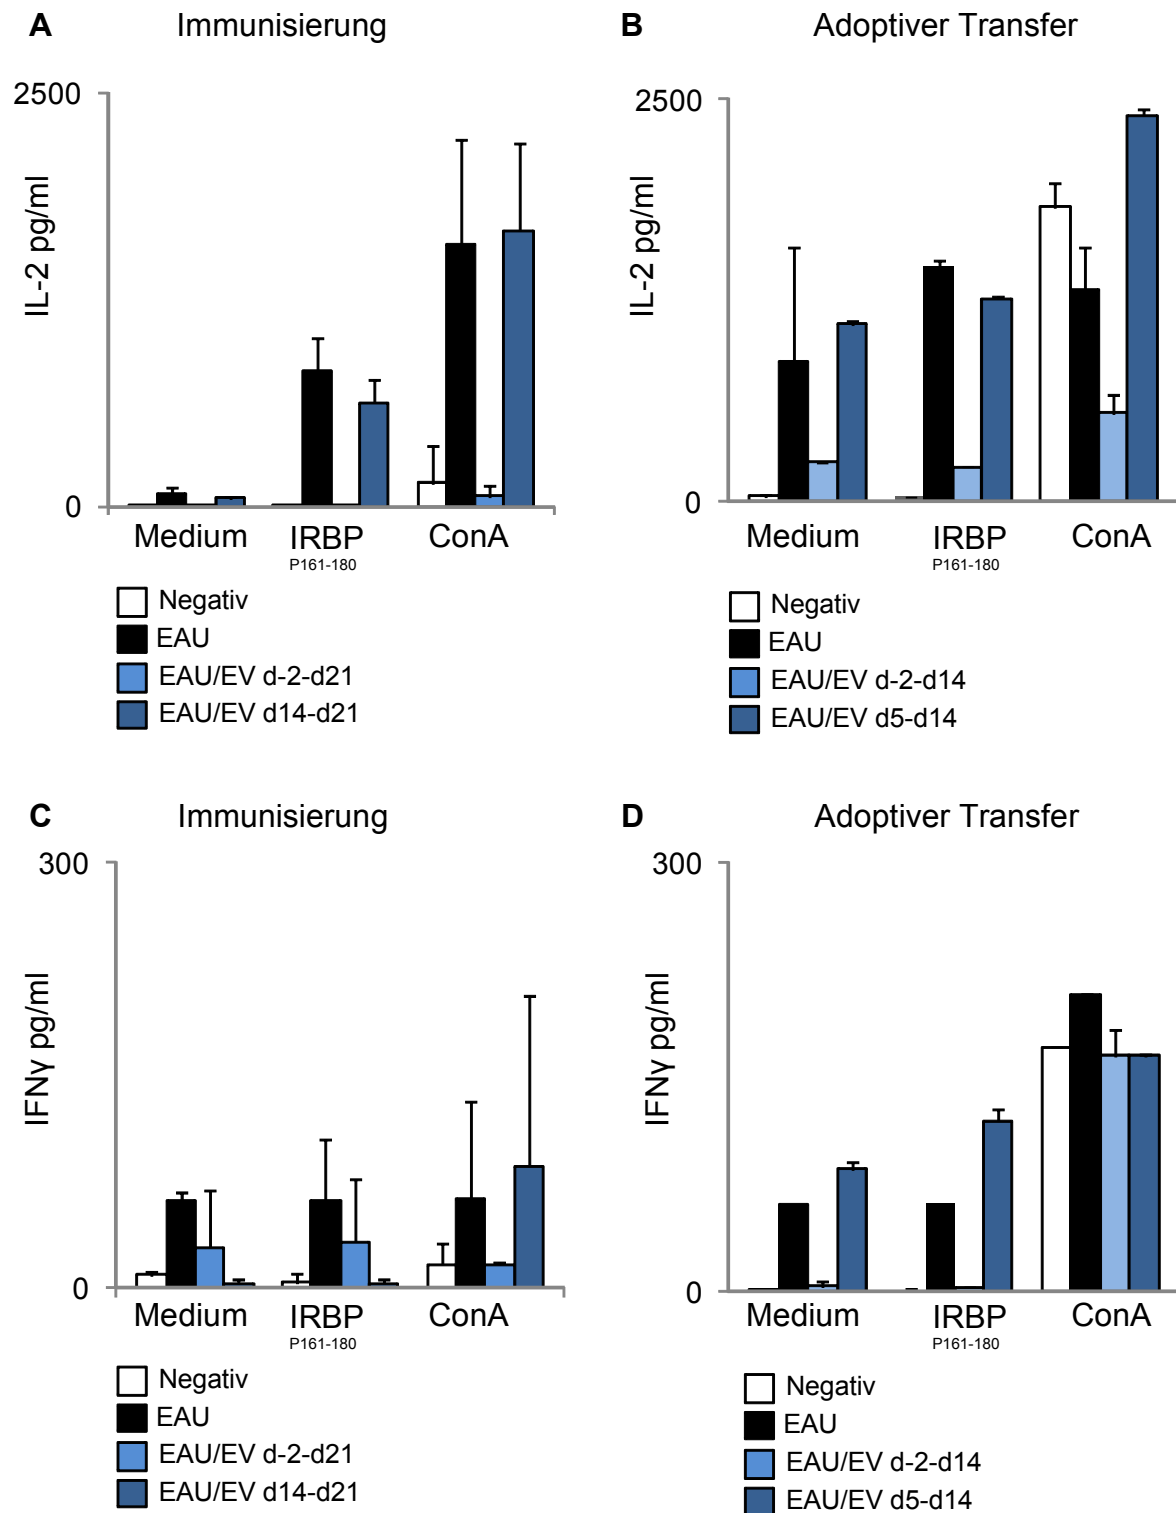 A Immunisierung
2500
IL-2 pg/ml
0
Medium IRBP ConA
P161-180
Negativ
EAU
EAU/EV d-2-d21
EAU/EV d14-d21
B Adoptiver Transfer
2500
IL-2 pg/ml
0
Medium IRBP ConA
P161-180
Negativ
EAU
EAU/EV d-2-d14
EAU/EV d5-d14
C Immunisierung
300
IFNγ pg/ml
0
Medium IRBP ConA
P161-180
Negativ
EAU
EAU/EV d-2-d21
EAU/EV d14-d21
D Adoptiver Transfer
300
IFNγ pg/ml
0
Medium IRBP ConA
P161-180
Negativ
EAU
EAU/EV d-2-d14
EAU/EV d5-d14